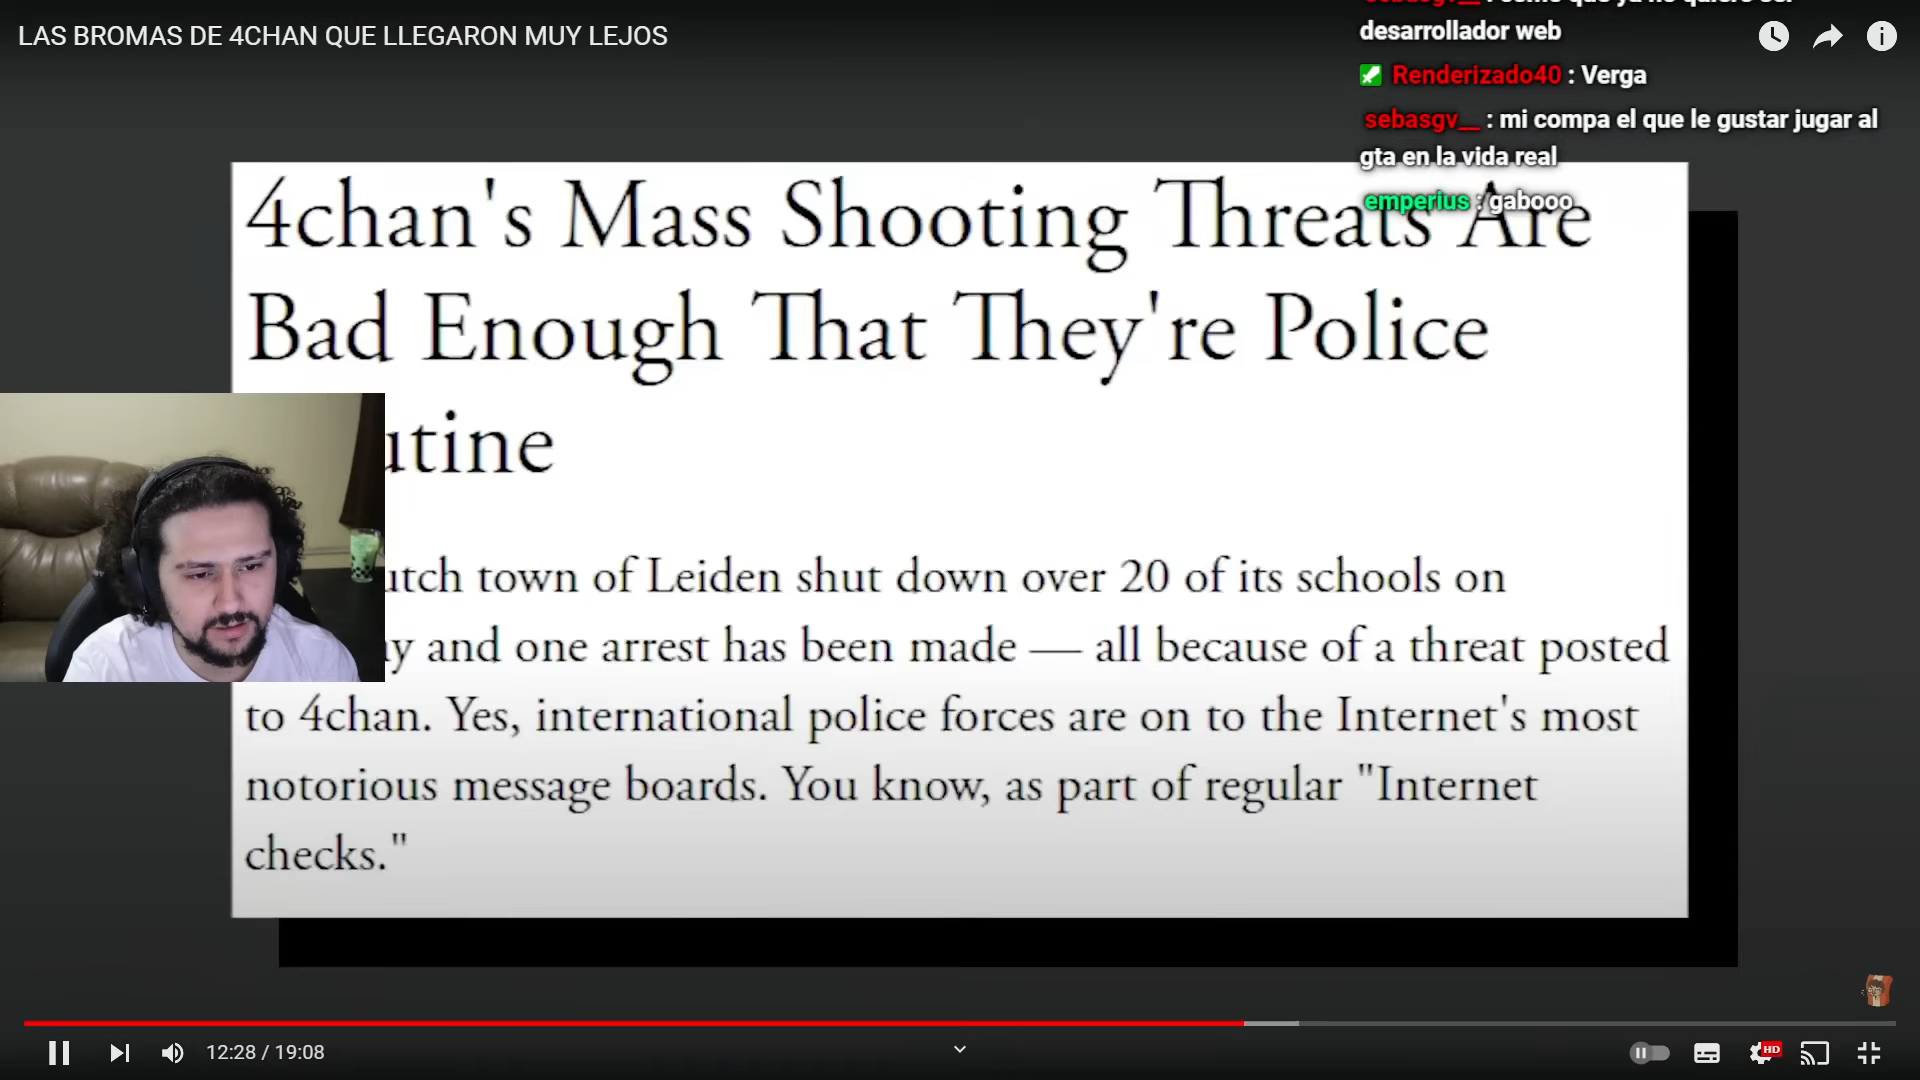 LAS BROMAS DE 4CHAN QUE LLEGARON MUY LEJOS
desarrollador web
Renderizado40 : Verga
sebasgv__ : mi compa el que le gustar jugar al
gta en la vida real
emperius : gabooo
4chan's Mass Shooting Threats Are
Bad Enough That They're Police
utine
utch town of Leiden shut down over 20 of its schools on
y and one arrest has been made — all because of a threat posted
to 4chan. Yes, international police forces are on to the Internet's most
notorious message boards. You know, as part of regular "Internet
checks."
12:28 / 19:08
HD